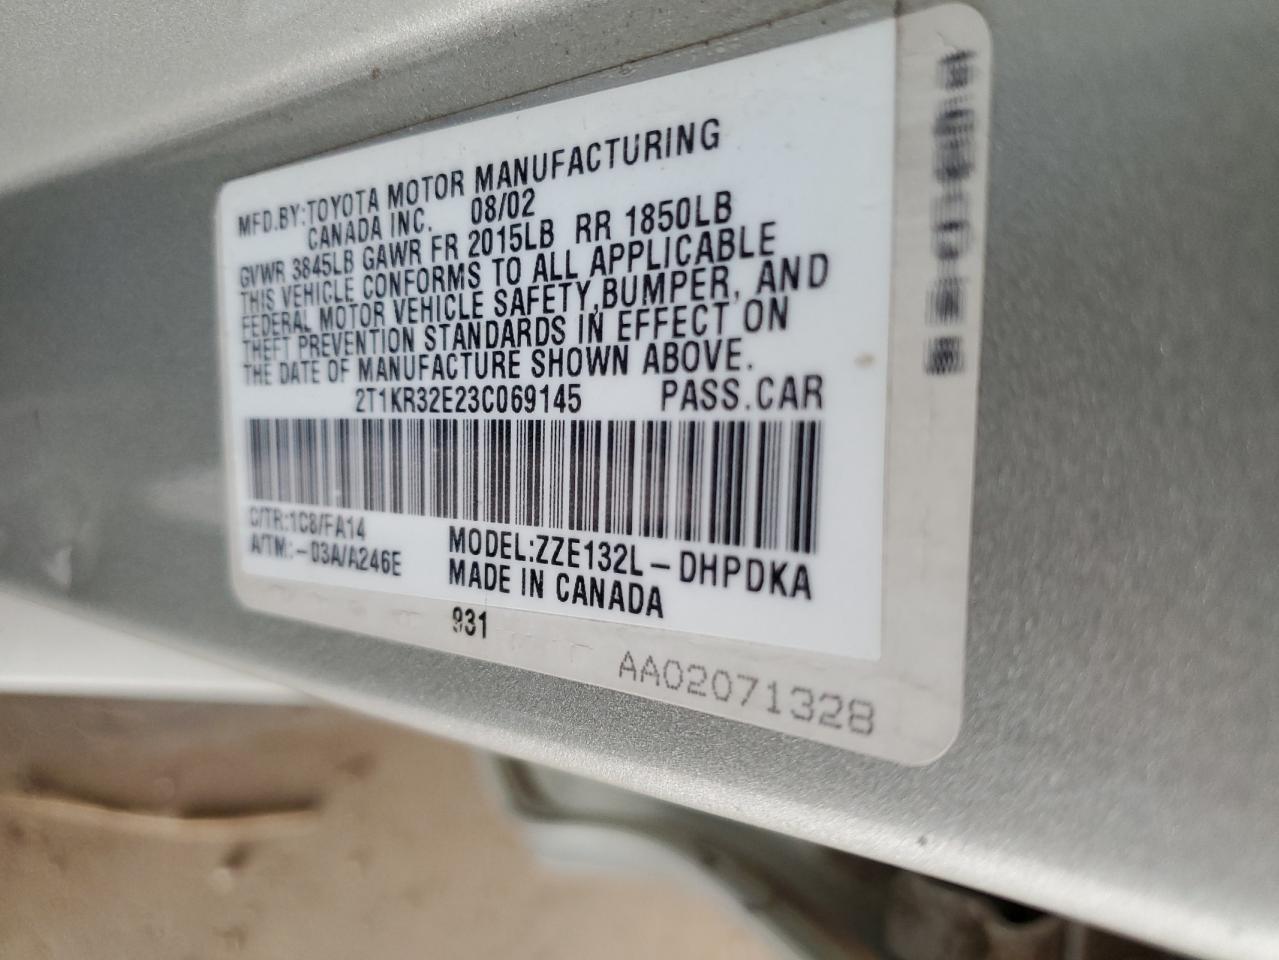 MFD.BY:TOYOTA MOTOR MANUFACTURING
CANADA INC. 08/02
GVWR 3845LB GAWR FR 2015LB RR 1850LB
THIS VEHICLE CONFORMS TO ALL APPLICABLE
FEDERAL MOTOR VEHICLE SAFETY,BUMPER, AND
THEFT PREVENTION STANDARDS IN EFFECT ON
THE DATE OF MANUFACTURE SHOWN ABOVE.
2T1KR32E23C069145 PASS.CAR
C/TR:1C8/FA14
A/TM:-03A/A246E
MODEL:ZZE132L-DHPDKA
MADE IN CANADA
931
AA02071328